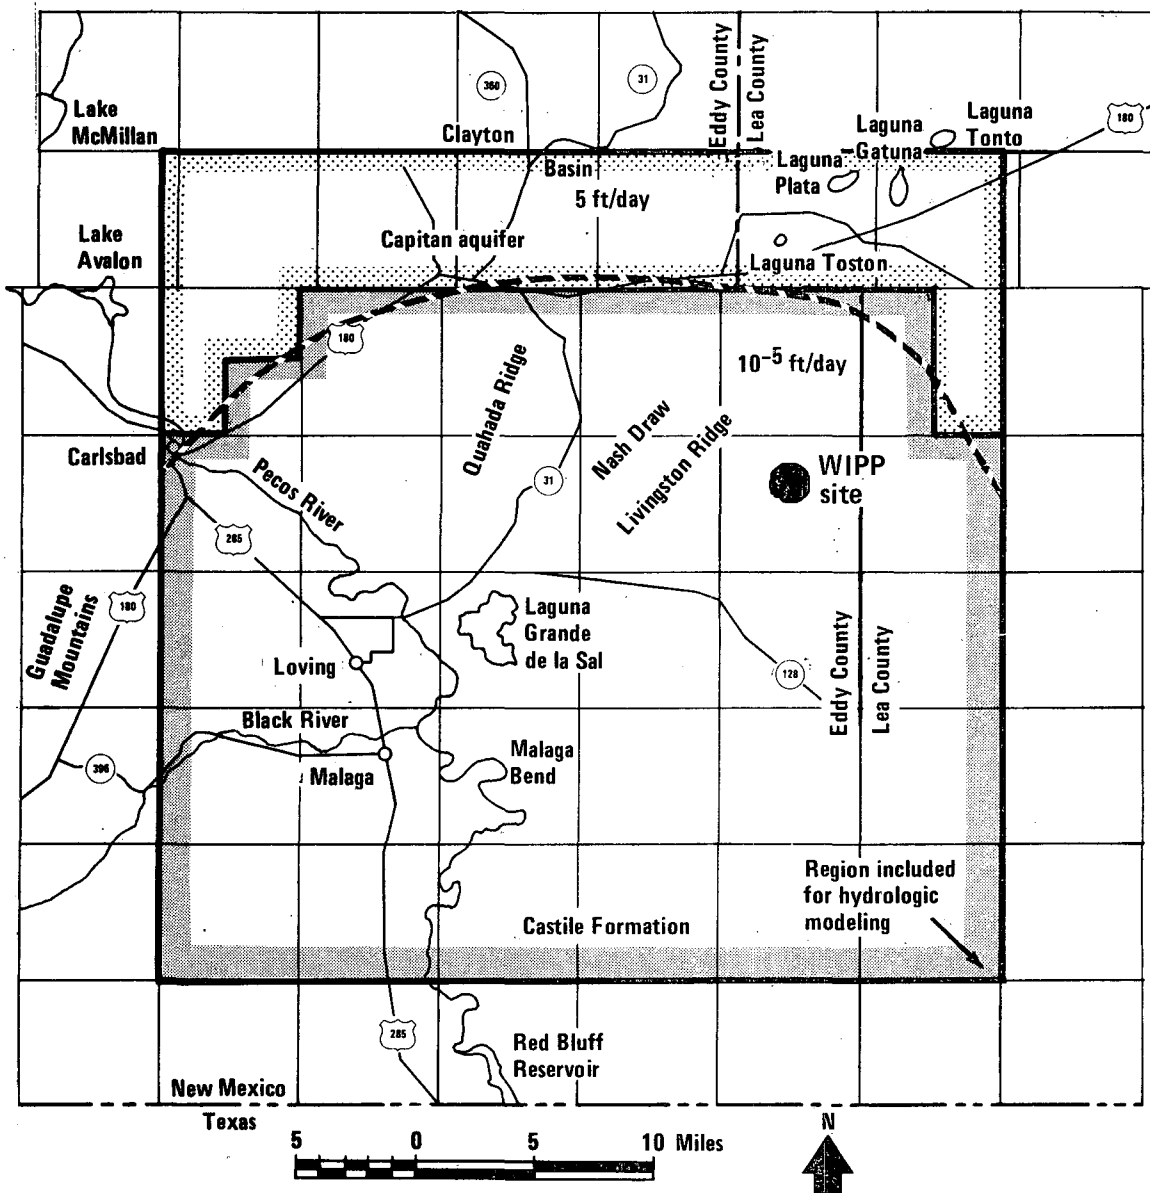 360
31
Eddy County
Lea County
Lake
McMillan
Clayton
Basin
Laguna
Gatuna
Laguna
Tonto
180
Laguna
Plata
5 ft/day
Lake
Avalon
Capitan aquifer
Laguna Toston
180
Quahada Ridge
10⁻⁵ ft/day
Nash Draw
Livingston Ridge
Carlsbad
Pecos River
31
WIPP
site
285
Guadalupe
Mountains
180
Laguna
Grande
de la Sal
Loving
128
Eddy County
Lea County
Black River
Malaga
Malaga
Bend
396
Region included
for hydrologic
modeling
Castile Formation
285
Red Bluff
Reservoir
New Mexico
Texas
5 0 5 10 Miles
N